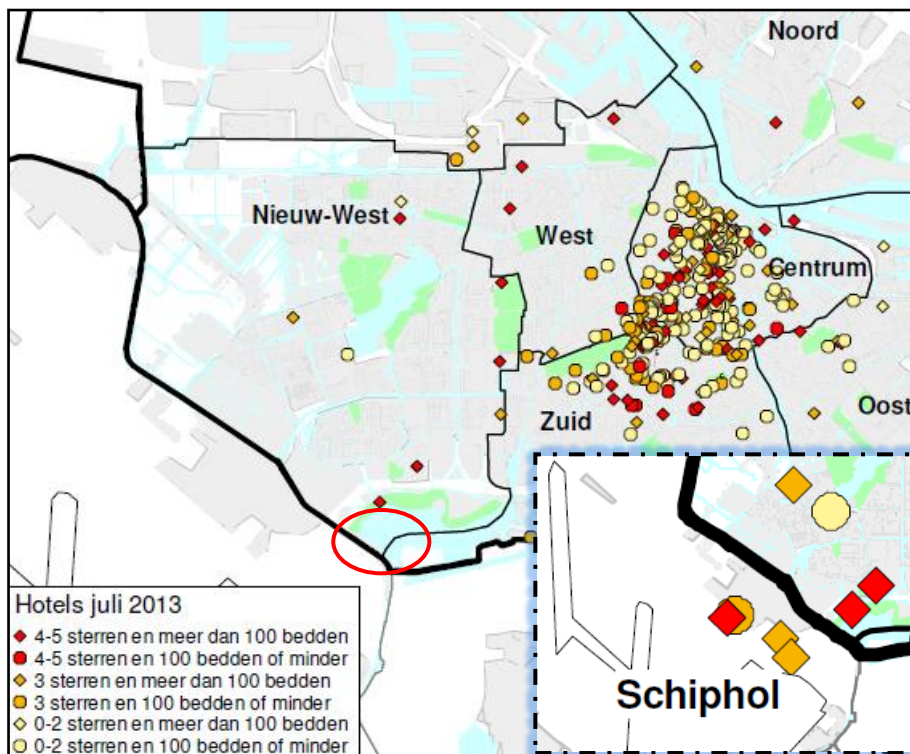 Noord
Nieuw-West
West
Centrum
Zuid
Oost
Hotels juli 2013
4-5 sterren en meer dan 100 bedden
4-5 sterren en 100 bedden of minder
3 sterren en meer dan 100 bedden
3 sterren en 100 bedden of minder
0-2 sterren en meer dan 100 bedden
0-2 sterren en 100 bedden of minder
Schiphol